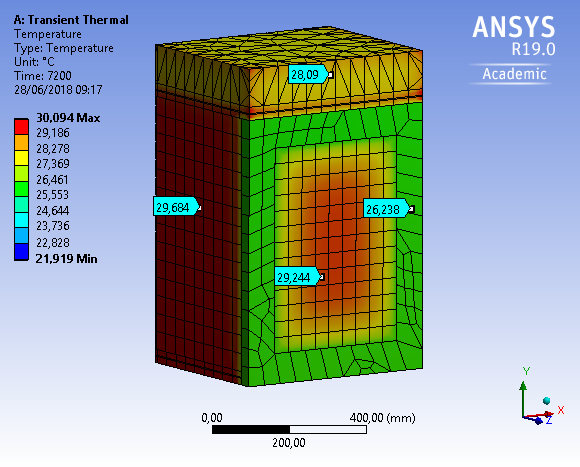 A: Transient Thermal
Temperature
Type: Temperature
Unit: °C
Time: 7200
28/06/2018 09:17
30,094 Max
29,186
28,278
27,369
26,461
25,553
24,644
23,736
22,828
21,919 Min
ANSYS
R19.0
Academic
28,09
29,684
26,238
29,244
0,00
400,00 (mm)
200,00
Y
X
Z